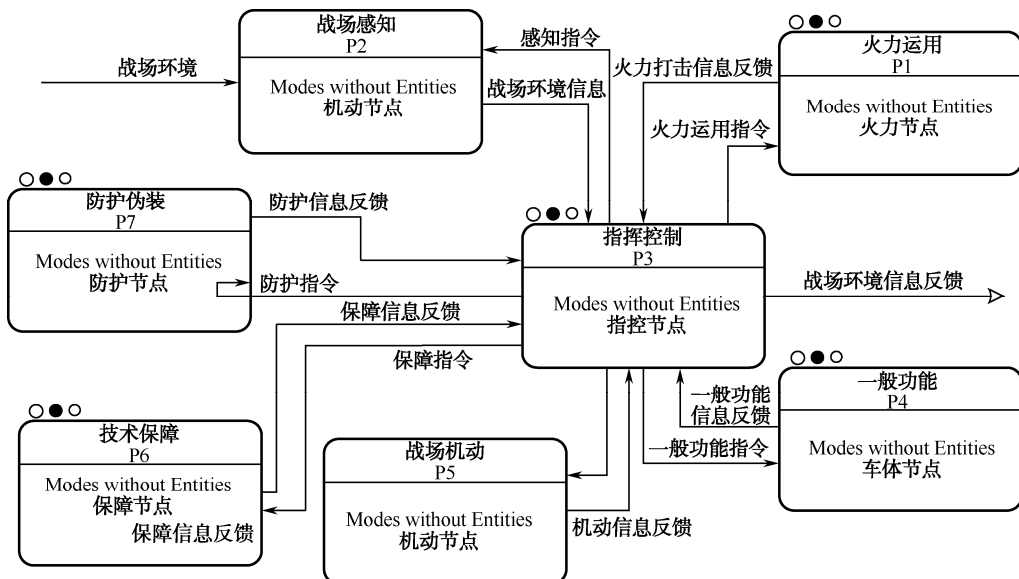 战场感知
P2
Modes without Entities
机动节点
战场环境
感知指令
战场环境信息
火力运用
P1
Modes without Entities
火力节点
火力打击信息反馈
火力运用指令
防护伪装
P7
Modes without Entities
防护节点
防护信息反馈
防护指令
指挥控制
P3
Modes without Entities
指控节点
战场环境信息反馈
保障信息反馈
保障指令
一般功能
信息反馈
一般功能指令
一般功能
P4
Modes without Entities
车体节点
技术保障
P6
Modes without Entities
保障节点
保障信息反馈
战场机动
P5
Modes without Entities
机动节点
机动信息反馈